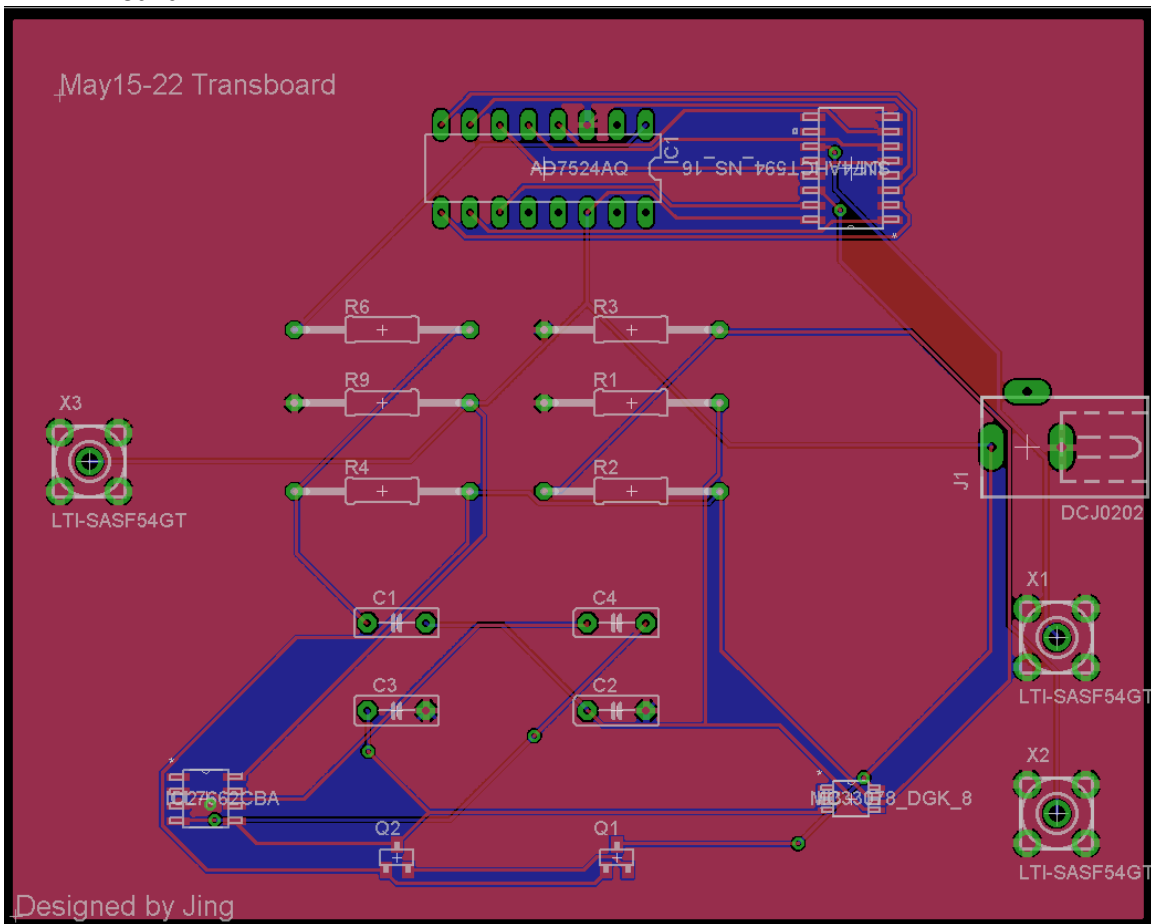 May15-22 Transboard
IC1
AD7524AQ
R6
R3
R9
R1
X3
R4
R2
J1
LTI-SASF54GT
DCJ0202
X1
C1
C4
LTI-SASF54GT
C3
C2
X2
MC33078_DGK_8
Q2
Q1
LTI-SASF54GT
Designed by Jing